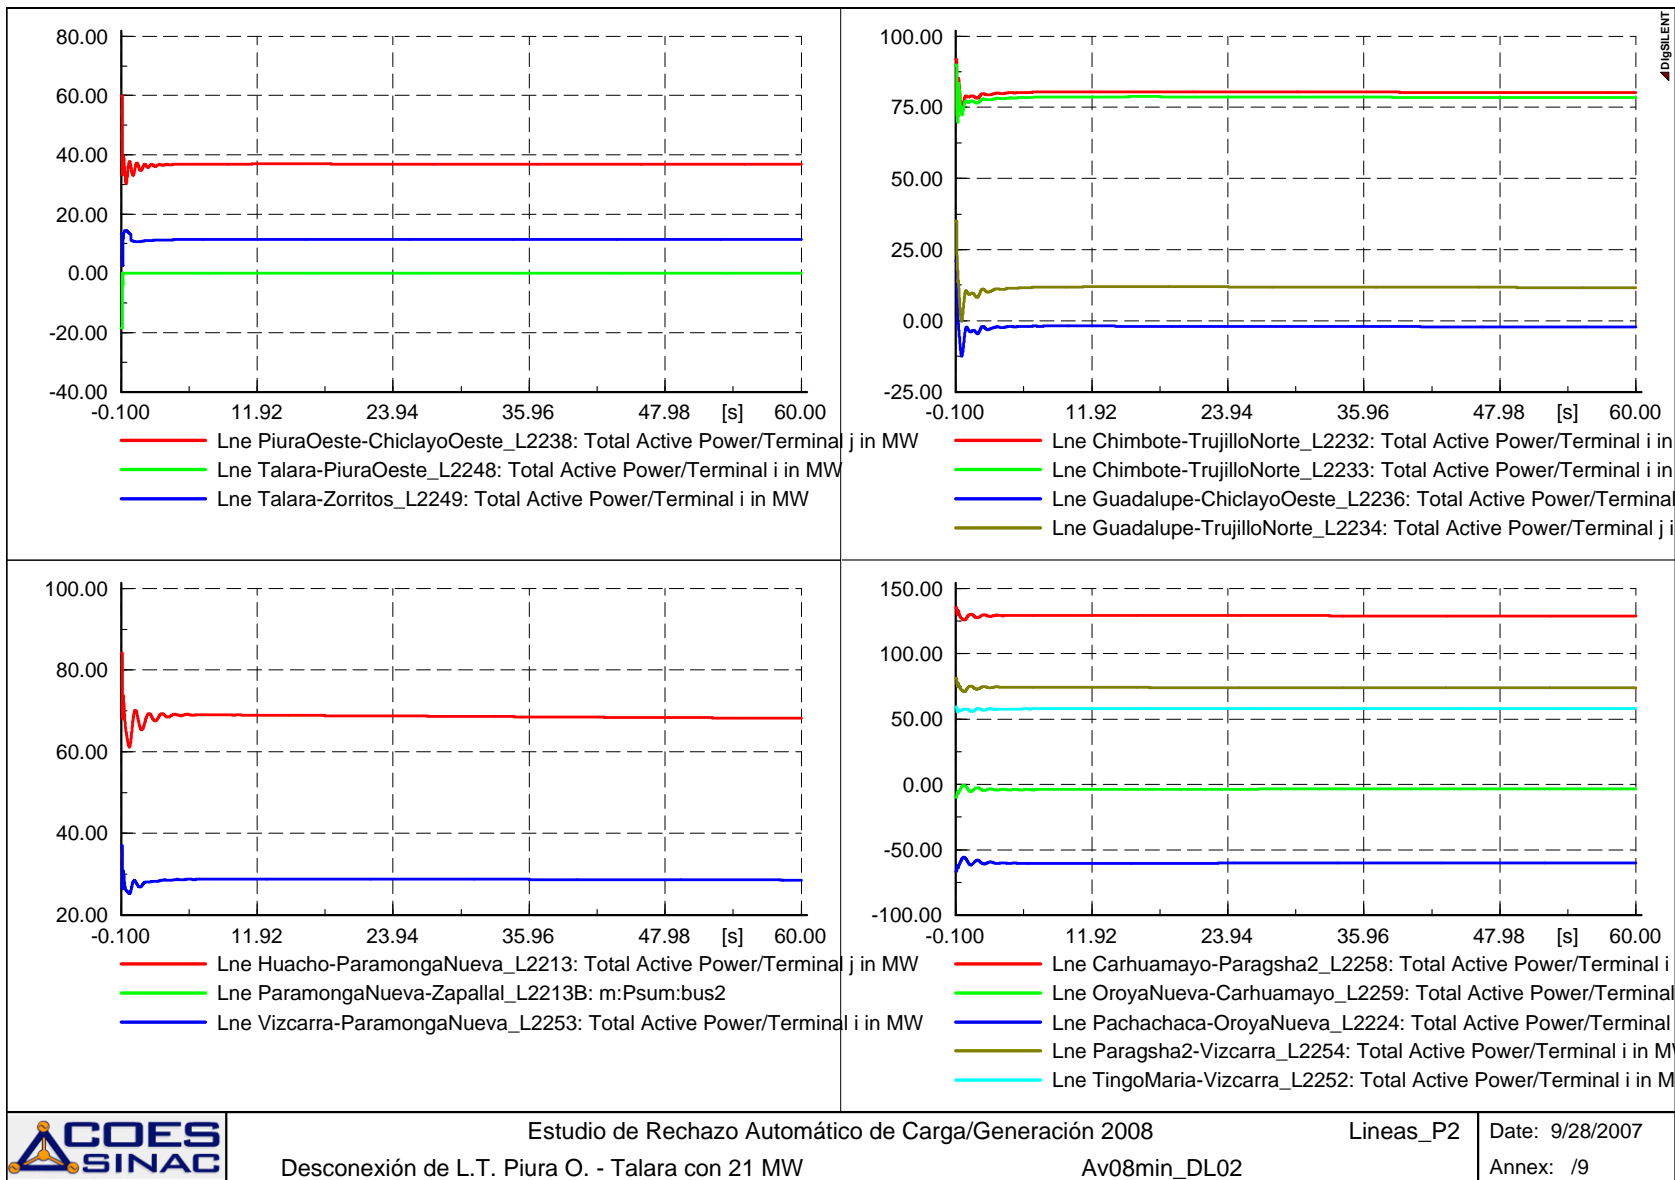 80.00
60.00
40.00
20.00
0.00
-20.00
-40.00
-0.100 11.92 23.94 35.96 47.98 [s] 60.00
Lne PiuraOeste-ChiclayoOeste_L2238: Total Active Power/Terminal j in MW
Lne Talara-PiuraOeste_L2248: Total Active Power/Terminal i in MW
Lne Talara-Zorritos_L2249: Total Active Power/Terminal i in MW
DIgSILENT
100.00
75.00
50.00
25.00
0.00
-25.00
-0.100 11.92 23.94 35.96 47.98 [s] 60.00
Lne Chimbote-TrujilloNorte_L2232: Total Active Power/Terminal i in
Lne Chimbote-TrujilloNorte_L2233: Total Active Power/Terminal i in
Lne Guadalupe-ChiclayoOeste_L2236: Total Active Power/Terminal
Lne Guadalupe-TrujilloNorte_L2234: Total Active Power/Terminal j i
100.00
80.00
60.00
40.00
20.00
-0.100 11.92 23.94 35.96 47.98 [s] 60.00
Lne Huacho-ParamongaNueva_L2213: Total Active Power/Terminal j in MW
Lne ParamongaNueva-Zapallal_L2213B: m:Psum:bus2
Lne Vizcarra-ParamongaNueva_L2253: Total Active Power/Terminal i in MW
150.00
100.00
50.00
0.00
-50.00
-100.00
-0.100 11.92 23.94 35.96 47.98 [s] 60.00
Lne Carhuamayo-Paragsha2_L2258: Total Active Power/Terminal i
Lne OroyaNueva-Carhuamayo_L2259: Total Active Power/Terminal
Lne Pachachaca-OroyaNueva_L2224: Total Active Power/Terminal
Lne Paragsha2-Vizcarra_L2254: Total Active Power/Terminal i in M
Lne TingoMaria-Vizcarra_L2252: Total Active Power/Terminal i in M
COES
SINAC
Estudio de Rechazo Automático de Carga/Generación 2008 Lineas_P2
Desconexión de L.T. Piura O. - Talara con 21 MW Av08min_DL02
Date: 9/28/2007
Annex: /9